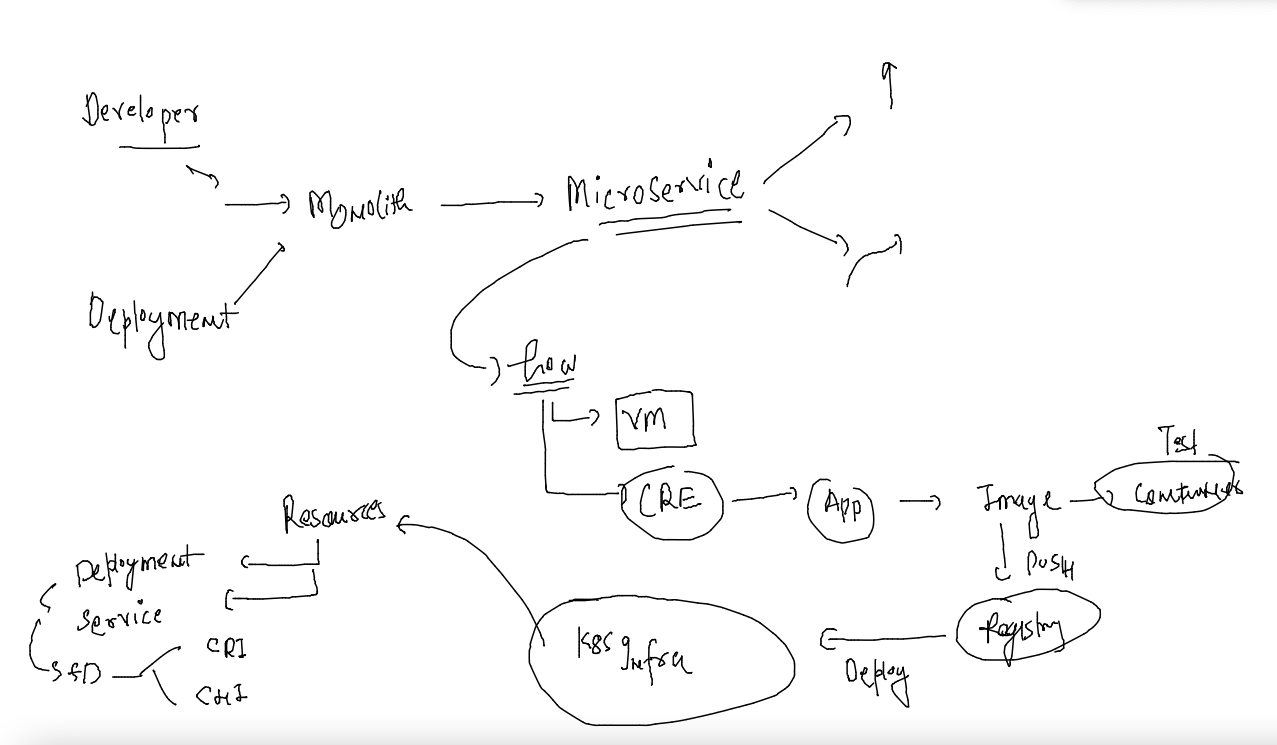 Developer
Monolith
Microservice
Deployment
how
VM
CRE
App
Image
Test
Containers
PUSH
Registry
Deploy
K8s Infra
Resources
Deployment
Service
CRI
CNI